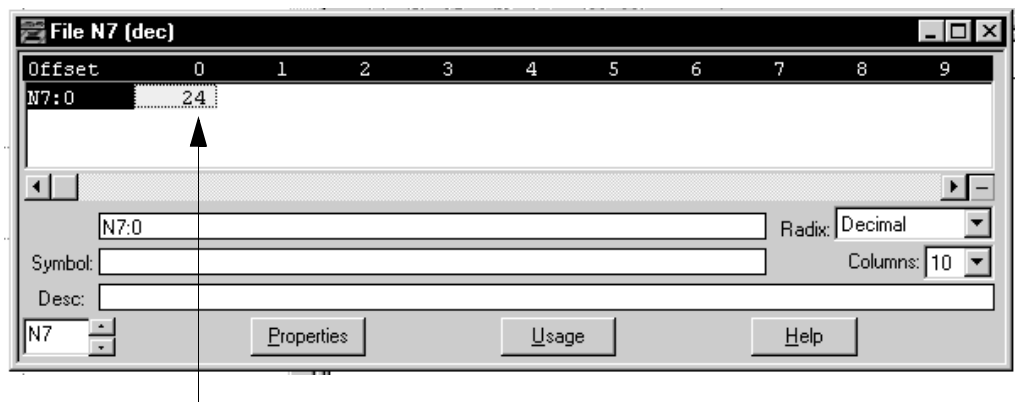 File N7 (dec)
Offset 0 1 2 3 4 5 6 7 8 9
N7:0 24
N7:0 Radix: Decimal
Symbol: Columns: 10
Desc:
N7 Properties Usage Help